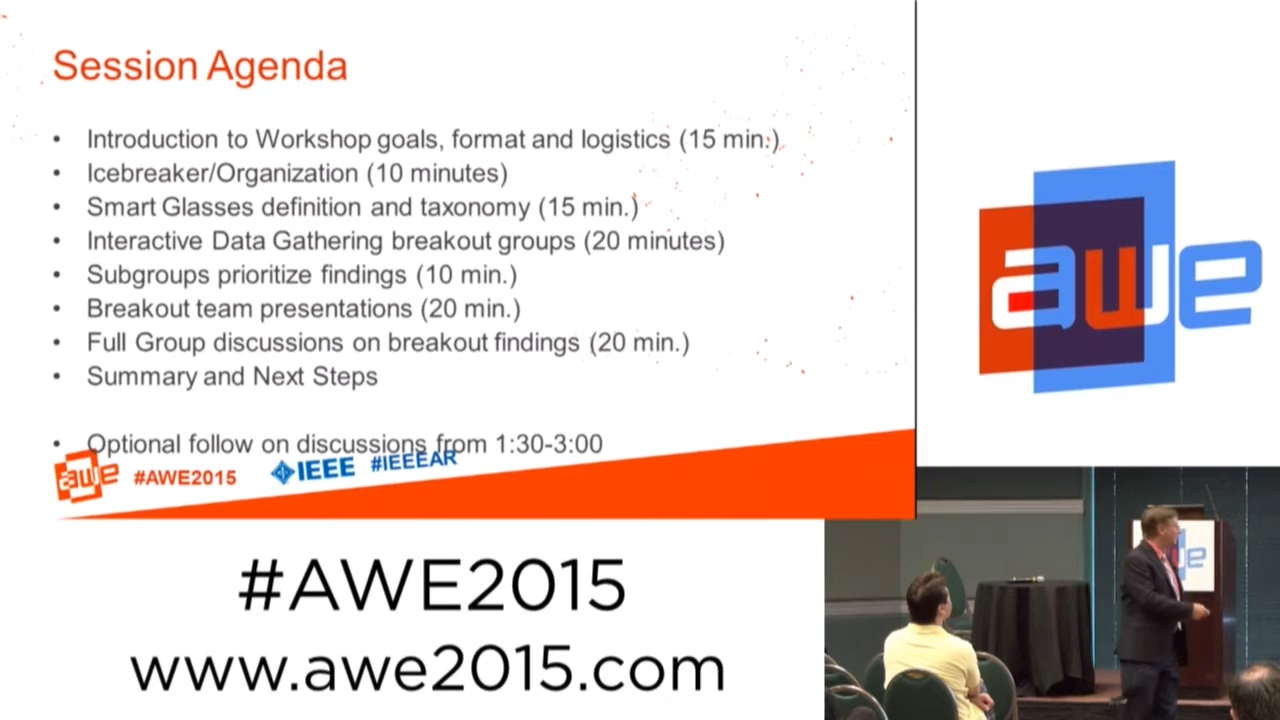 Session Agenda
• Introduction to Workshop goals, format and logistics (15 min.)
• Icebreaker/Organization (10 minutes)
• Smart Glasses definition and taxonomy (15 min.)
• Interactive Data Gathering breakout groups (20 minutes)
• Subgroups prioritize findings (10 min.)
• Breakout team presentations (20 min.)
• Full Group discussions on breakout findings (20 min.)
• Summary and Next Steps
• Optional follow on discussions from 1:30-3:00
awe #AWE2015 IEEE #IEEEAR
awe
#AWE2015
www.awe2015.com
we